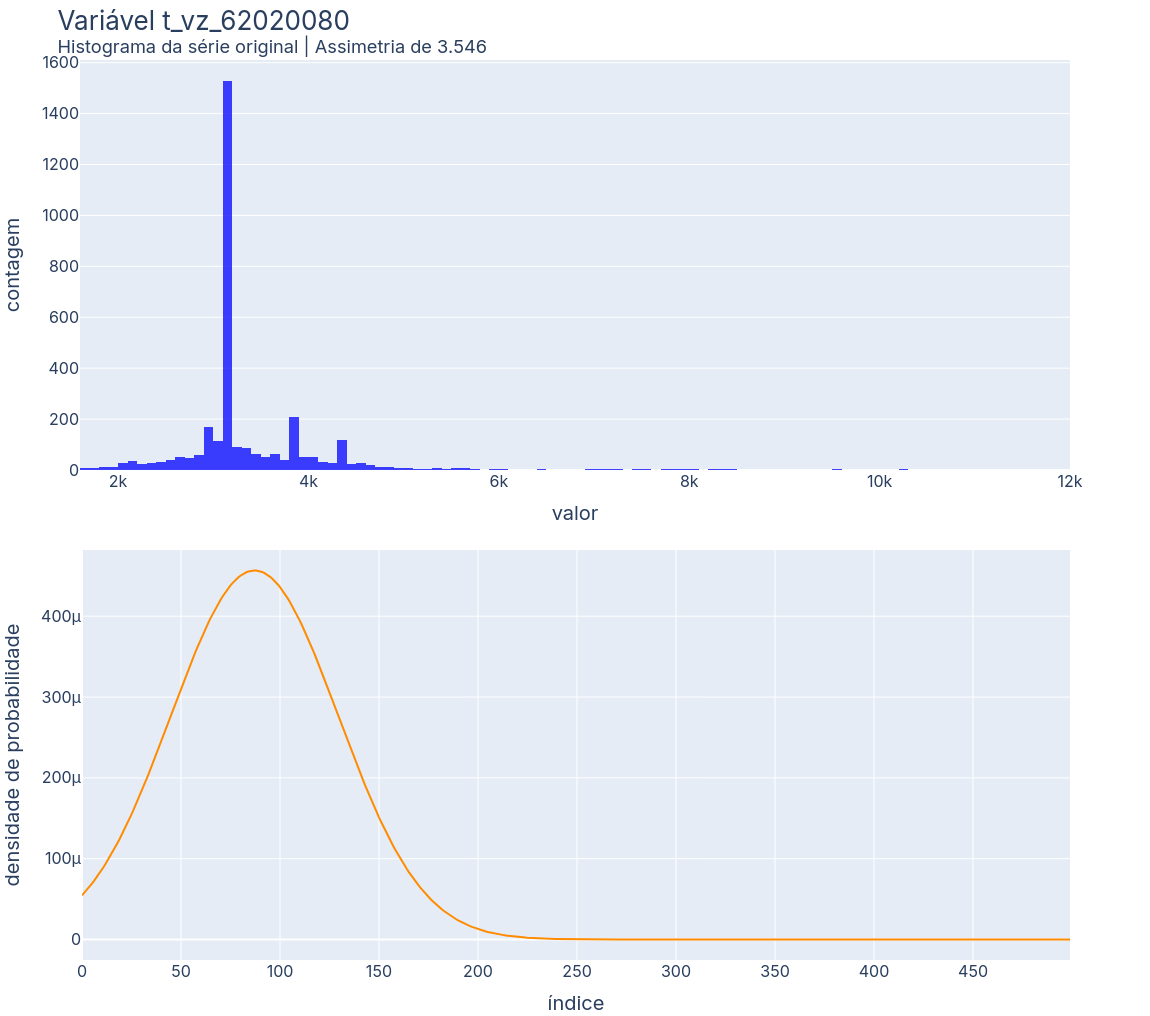 Variável t_vz_62020080
Histograma da série original | Assimetria de 3.546
1600
1400
1200
1000
800
600
400
200
0
contagem
2k 4k 6k 8k 10k 12k
valor
400μ
300μ
200μ
100μ
0
densidade de probabilidade
0 50 100 150 200 250 300 350 400 450
índice